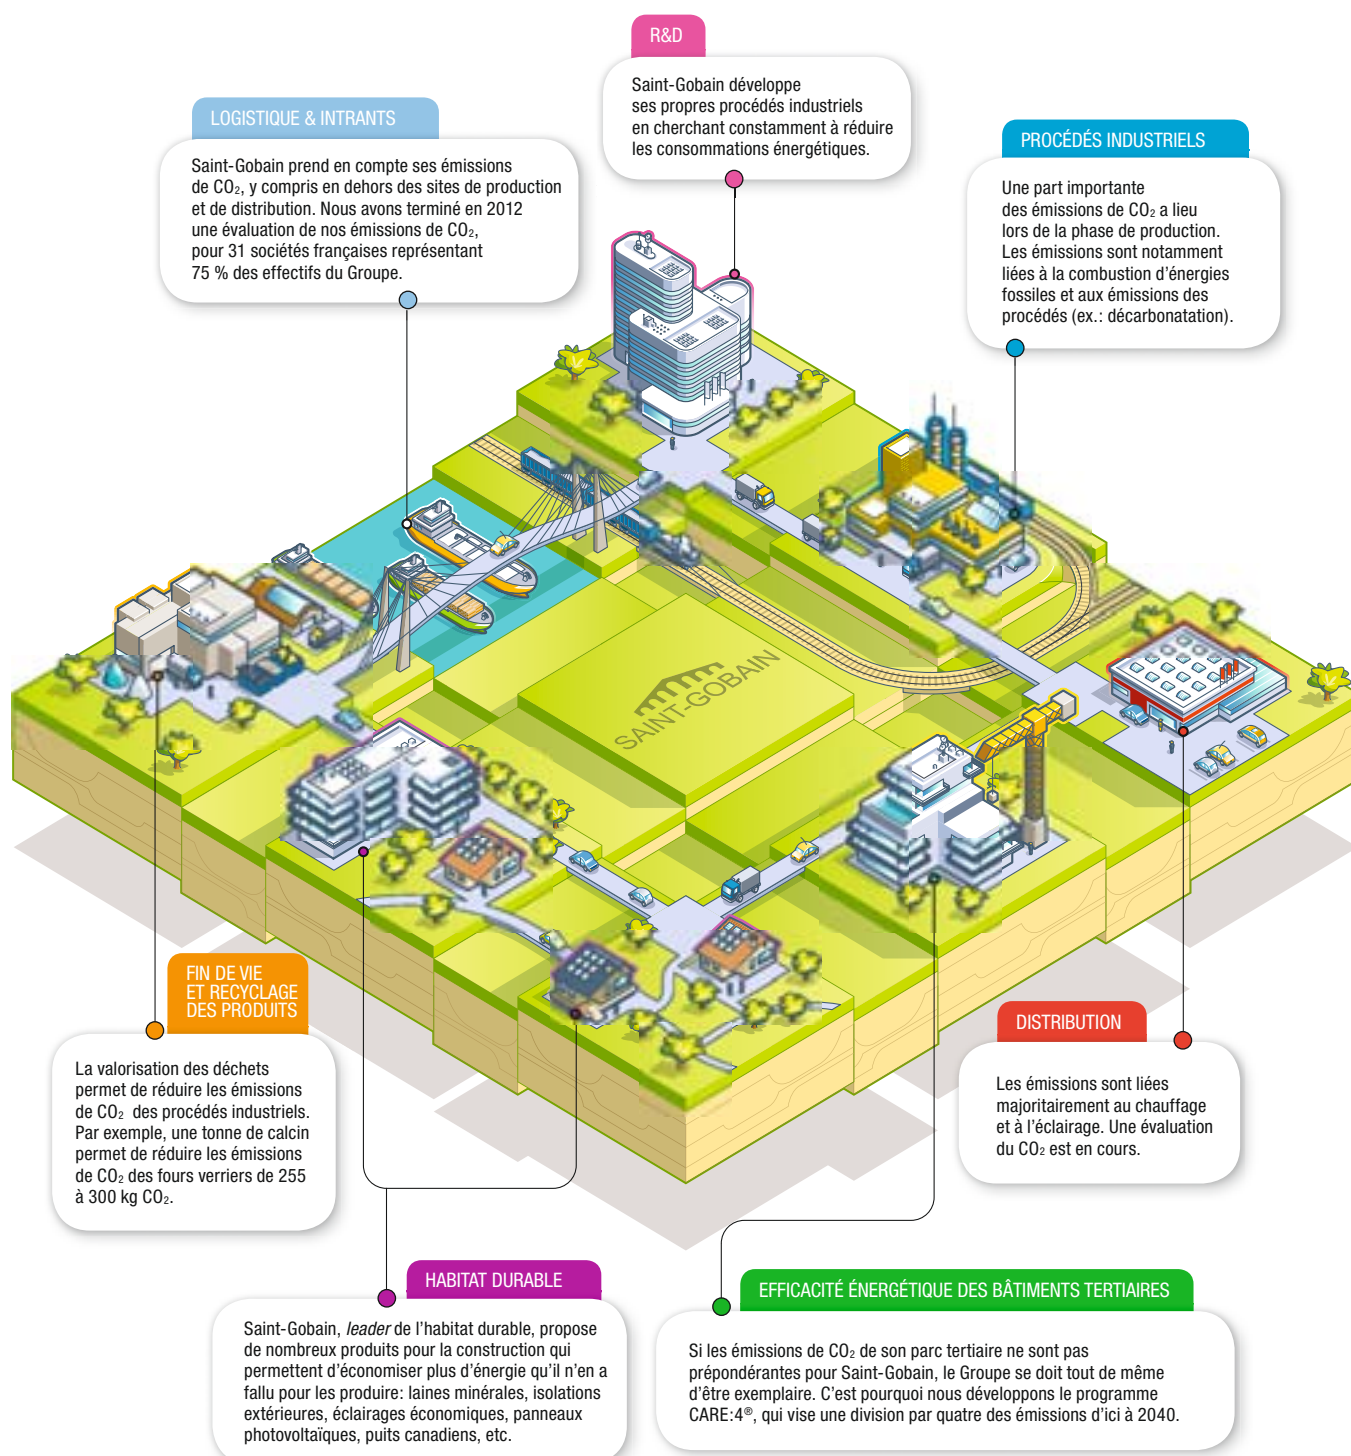 R&D
Saint-Gobain développe
ses propres procédés industriels
en cherchant constamment à réduire
les consommations énergétiques.
LOGISTIQUE & INTRANTS
Saint-Gobain prend en compte ses émissions
de CO₂, y compris en dehors des sites de production
et de distribution. Nous avons terminé en 2012
une évaluation de nos émissions de CO₂,
pour 31 sociétés françaises représentant
75 % des effectifs du Groupe.
PROCÉDÉS INDUSTRIELS
Une part importante
des émissions de CO₂ a lieu
lors de la phase de production.
Les émissions sont notamment
liées à la combustion d’énergies
fossiles et aux émissions des
procédés (ex.: décarbonatation).
SAINT-GOBAIN
FIN DE VIE
ET RECYCLAGE
DES PRODUITS
La valorisation des déchets
permet de réduire les émissions
de CO₂ des procédés industriels.
Par exemple, une tonne de calcin
permet de réduire les émissions
de CO₂ des fours verriers de 255
à 300 kg CO₂.
DISTRIBUTION
Les émissions sont liées
majoritairement au chauffage
et à l’éclairage. Une évaluation
du CO₂ est en cours.
HABITAT DURABLE
Saint-Gobain, leader de l’habitat durable, propose
de nombreux produits pour la construction qui
permettent d’économiser plus d’énergie qu’il n’en a
fallu pour les produire: laines minérales, isolations
extérieures, éclairages économiques, panneaux
photovoltaïques, puits canadiens, etc.
EFFICACITÉ ÉNERGÉTIQUE DES BÂTIMENTS TERTIAIRES
Si les émissions de CO₂ de son parc tertiaire ne sont pas
prépondérantes pour Saint-Gobain, le Groupe se doit tout de même
d’être exemplaire. C’est pourquoi nous développons le programme
CARE:4®, qui vise une division par quatre des émissions d’ici à 2040.